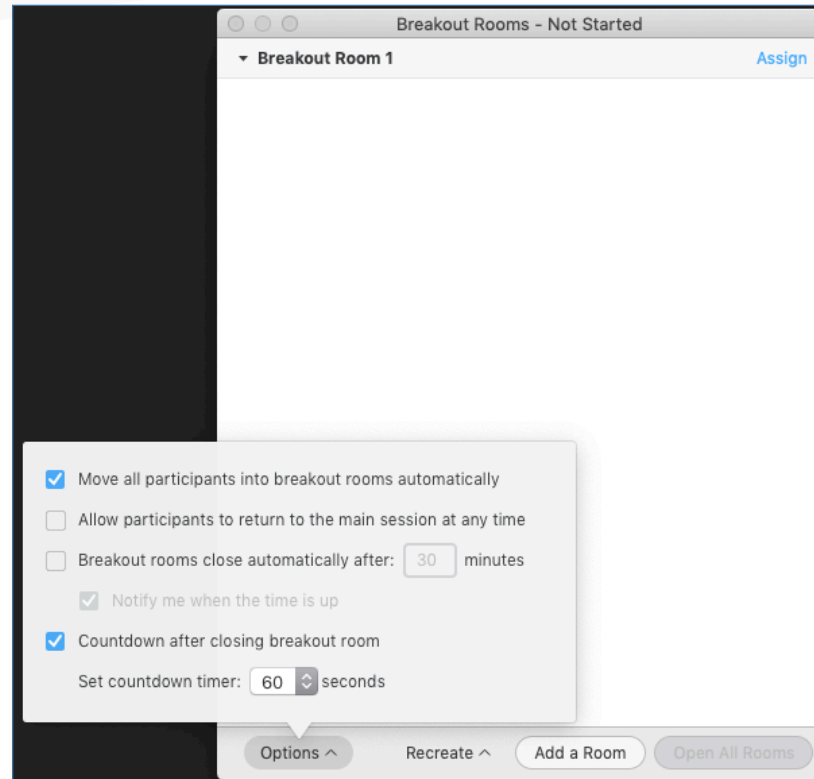 Breakout Rooms - Not Started
Breakout Room 1 Assign
Move all participants into breakout rooms automatically
Allow participants to return to the main session at any time
Breakout rooms close automatically after: 30 minutes
Notify me when the time is up
Countdown after closing breakout room
Set countdown timer: 60 seconds
Options Recreate Add a Room Open All Rooms